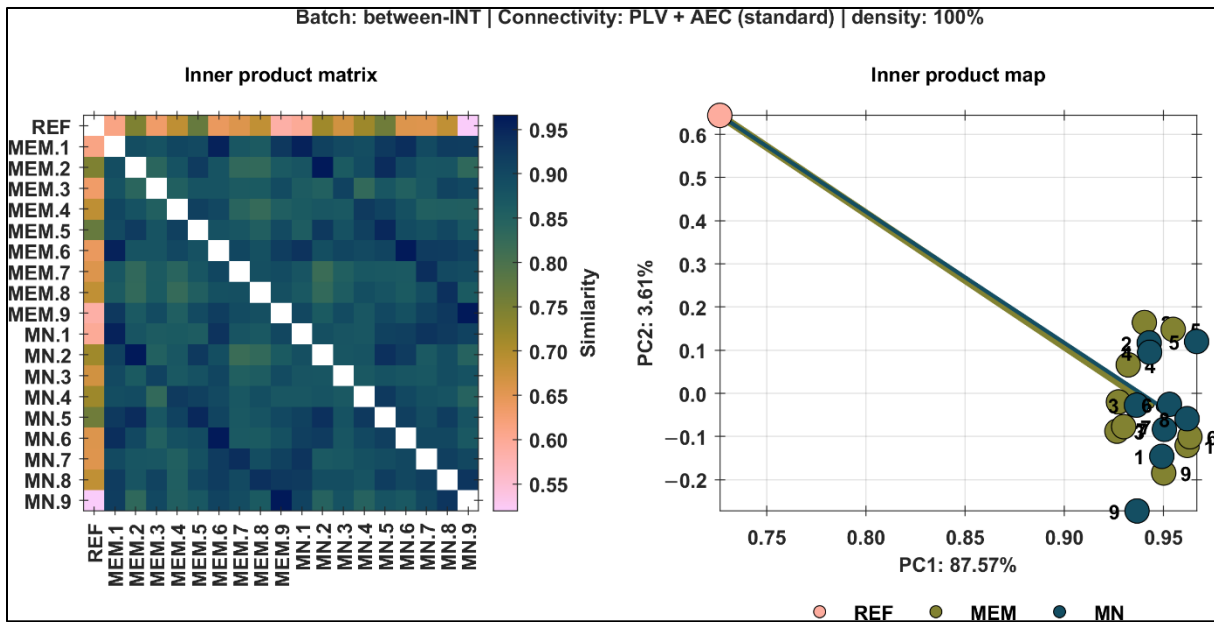 Batch: between-INT | Connectivity: PLV + AEC (standard) | density: 100%
Inner product matrix
REF
MEM.1
MEM.2
MEM.3
MEM.4
MEM.5
MEM.6
MEM.7
MEM.8
MEM.9
MN.1
MN.2
MN.3
MN.4
MN.5
MN.6
MN.7
MN.8
MN.9
REF
MEM.1
MEM.2
MEM.3
MEM.4
MEM.5
MEM.6
MEM.7
MEM.8
MEM.9
MN.1
MN.2
MN.3
MN.4
MN.5
MN.6
MN.7
MN.8
MN.9
0.95
0.90
0.85
0.80
0.75
0.70
0.65
0.60
0.55
Similarity
Inner product map
0.6
0.5
0.4
0.3
0.2
0.1
0.0
−0.1
−0.2
PC2: 3.61%
2
5
5
4
4
3
6
8
7
6
1
1
9
9
0.75
0.80
0.85
0.90
0.95
PC1: 87.57%
REF MEM MN